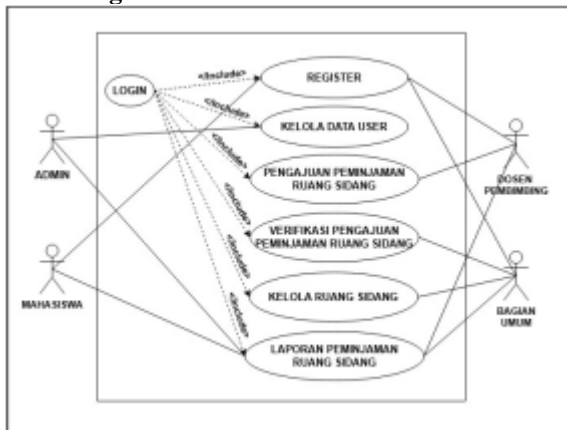 <<Include>
REGISTER
LOGIN
<<Include>
KELOLA DATA USER
<<Include>
ADMIN
PENGAJUAN PEMINJAMAN
RUANG SIDANG
DOSEN
PEMBIMBING
<<Include>
VERIFIKASI PENGAJUAN
PEMINJAMAN RUANG SIDANG
<<Include>
MAHASISWA
KELOLA RUANG SIDANG
BAGIAN
UMUM
<<Include>
LAPORAN PEMINJAMAN
RUANG SIDANG